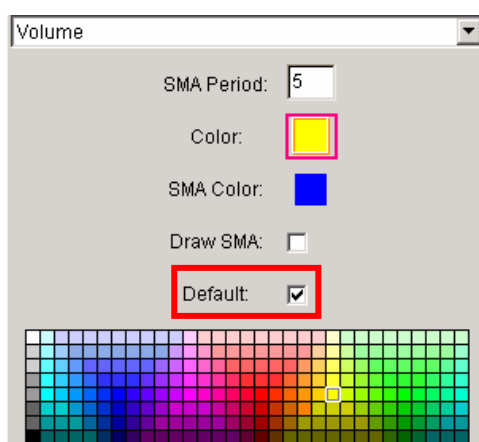 Volume
SMA Period: 5
Color:
SMA Color:
Draw SMA:
Default: